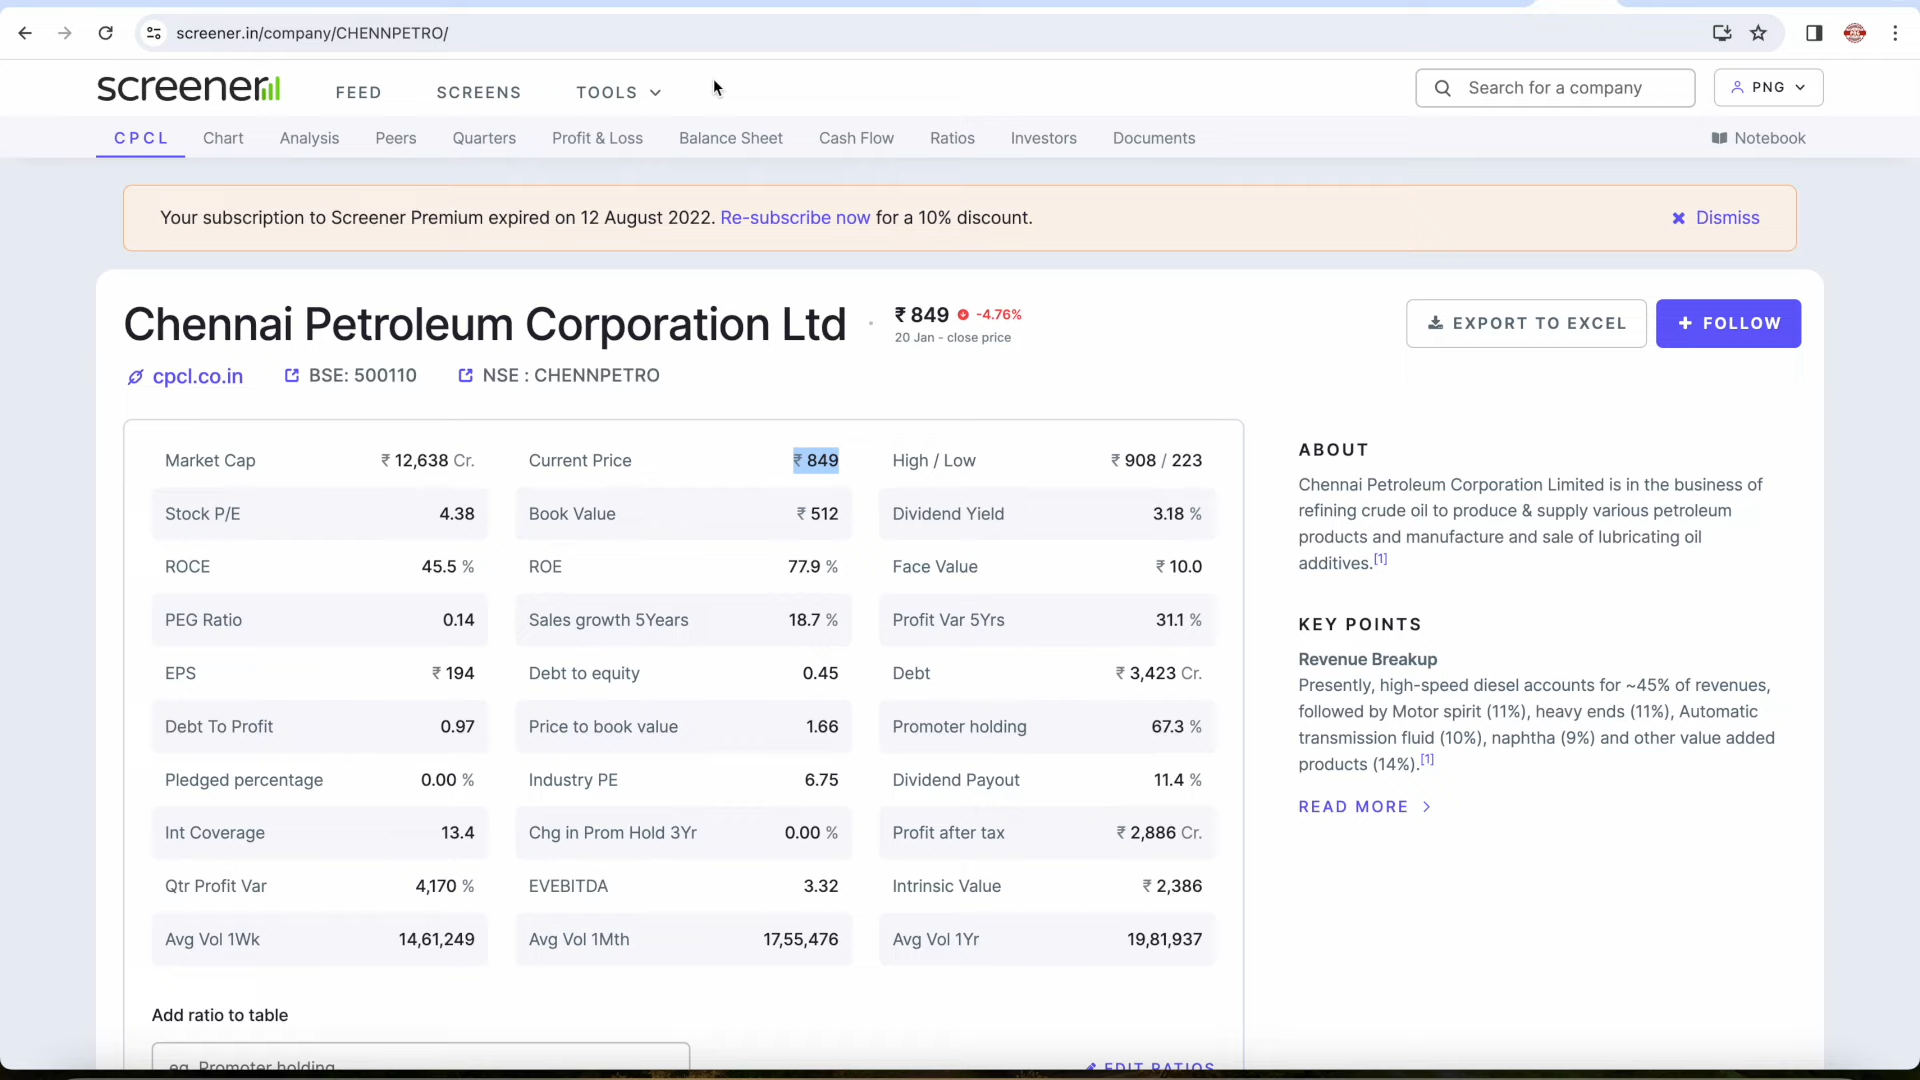 screener.in/company/CHENNPETRO/
screener
FEED SCREENS TOOLS
Search for a company
PNG
CPCL Chart Analysis Peers Quarters Profit & Loss Balance Sheet Cash Flow Ratios Investors Documents Notebook
Your subscription to Screener Premium expired on 12 August 2022. Re-subscribe now for a 10% discount.
Dismiss
Chennai Petroleum Corporation Ltd
₹ 849 -4.76%
20 Jan - close price
EXPORT TO EXCEL
+ FOLLOW
cpcl.co.in BSE: 500110 NSE : CHENNPETRO
Market Cap ₹ 12,638 Cr. Current Price ₹ 849 High / Low ₹ 908 / 223
Stock P/E 4.38 Book Value ₹ 512 Dividend Yield 3.18 %
ROCE 45.5 % ROE 77.9 % Face Value ₹ 10.0
PEG Ratio 0.14 Sales growth 5Years 18.7 % Profit Var 5Yrs 31.1 %
EPS ₹ 194 Debt to equity 0.45 Debt ₹ 3,423 Cr.
Debt To Profit 0.97 Price to book value 1.66 Promoter holding 67.3 %
Pledged percentage 0.00 % Industry PE 6.75 Dividend Payout 11.4 %
Int Coverage 13.4 Chg in Prom Hold 3Yr 0.00 % Profit after tax ₹ 2,886 Cr.
Qtr Profit Var 4,170 % EVEBITDA 3.32 Intrinsic Value ₹ 2,386
Avg Vol 1Wk 14,61,249 Avg Vol 1Mth 17,55,476 Avg Vol 1Yr 19,81,937
Add ratio to table
eg. Promoter holding
EDIT RATIOS
ABOUT
Chennai Petroleum Corporation Limited is in the business of
refining crude oil to produce & supply various petroleum
products and manufacture and sale of lubricating oil
additives.[1]
KEY POINTS
Revenue Breakup
Presently, high-speed diesel accounts for ~45% of revenues,
followed by Motor spirit (11%), heavy ends (11%), Automatic
transmission fluid (10%), naphtha (9%) and other value added
products (14%).[1]
READ MORE